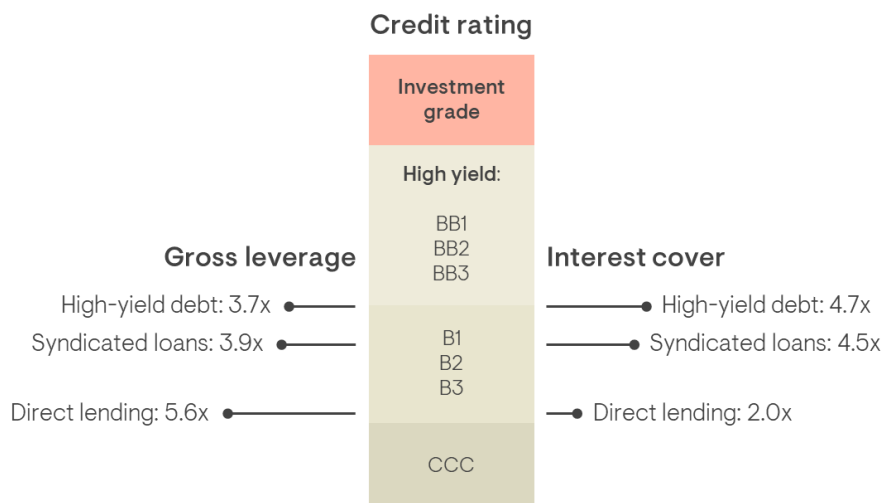 Credit rating
Investment
grade
High yield:
BB1
BB2
BB3
Gross leverage
Interest cover
High-yield debt: 3.7x
High-yield debt: 4.7x
Syndicated loans: 3.9x
Syndicated loans: 4.5x
B1
B2
B3
Direct lending: 5.6x
Direct lending: 2.0x
CCC